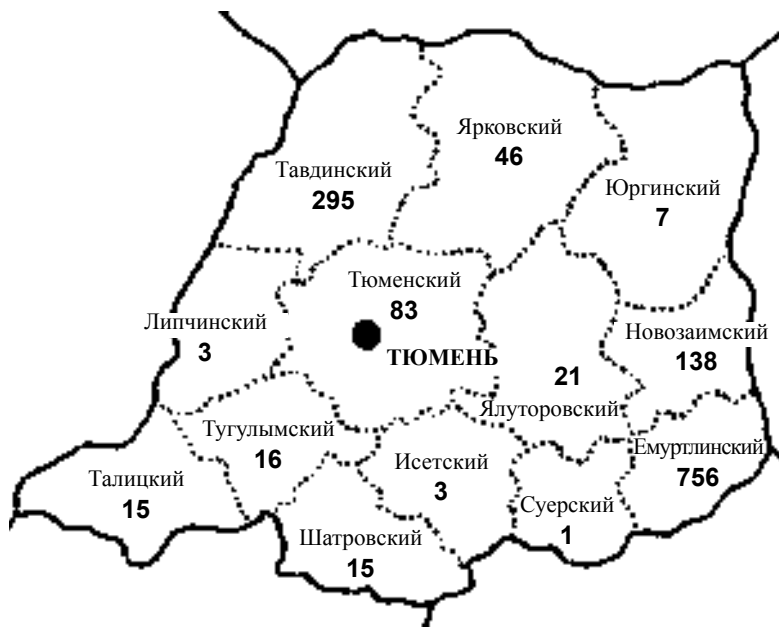 Ярковский
46
Тавдинский
295
Юргинский
7
Тюменский
83
Липчинский
3
ТЮМЕНЬ
Новозаимский
138
21
Ялуторовский
Тугулымский
16
Исетский
3
Емуртлинский
756
Талицкий
15
Суерский
1
Шатровский
15